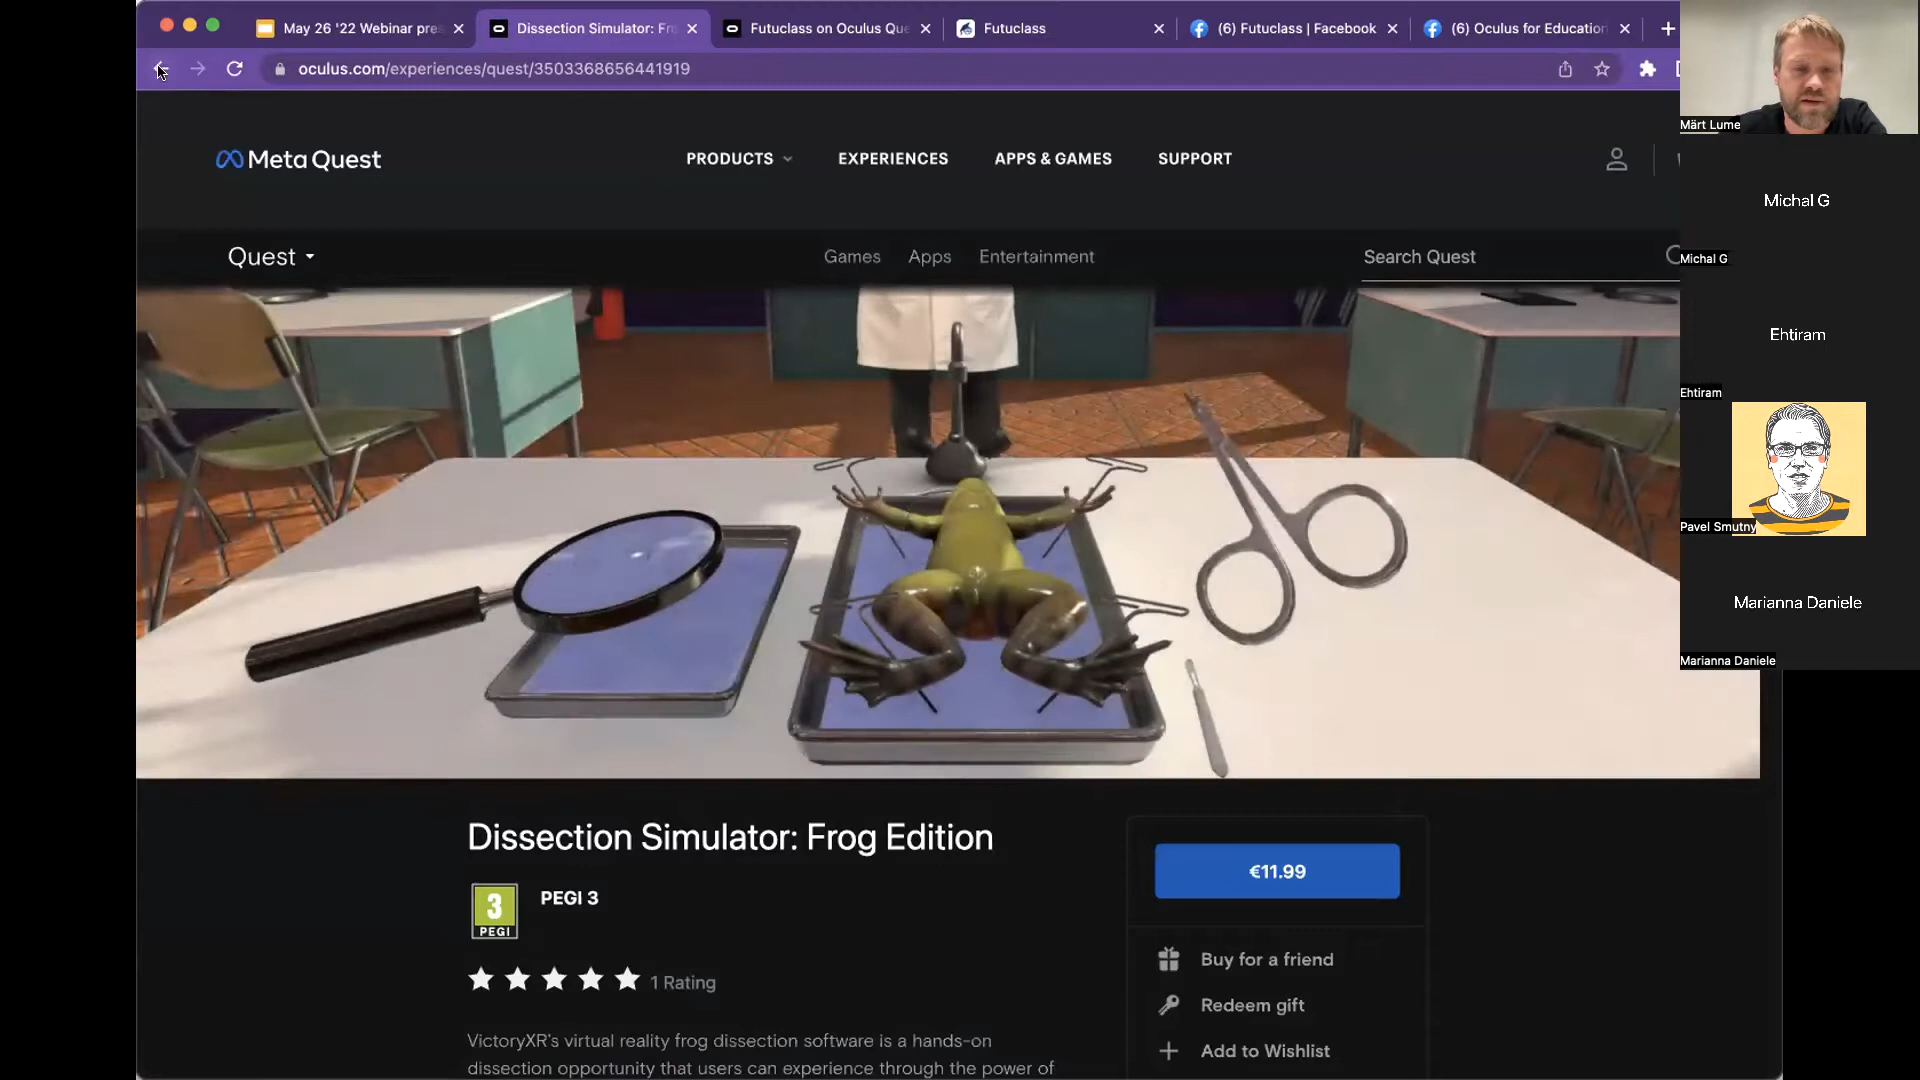 May 26 '22 Webinar pre
Dissection Simulator: Fr
Futuclass on Oculus Que
Futuclass
(6) Futuclass | Facebook
(6) Oculus for Education
oculus.com/experiences/quest/3503368656441919
Meta Quest
PRODUCTS
EXPERIENCES
APPS & GAMES
SUPPORT
Quest
Games
Apps
Entertainment
Search Quest
Märt Lume
Michal G
Michal G
Ehtiram
Ehtiram
Pavel Smutny
Marianna Daniele
Marianna Daniele
Dissection Simulator: Frog Edition
3
PEGI
PEGI 3
1 Rating
VictoryXR's virtual reality frog dissection software is a hands-on
dissection opportunity that users can experience through the power of
€11.99
Buy for a friend
Redeem gift
Add to Wishlist